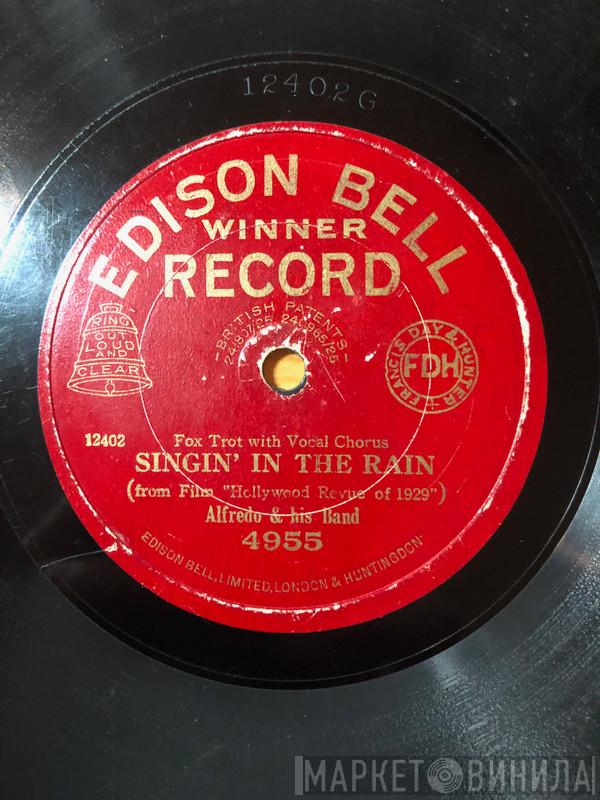 12402G
EDISON BELL
WINNER
RECORD
-BRITISH PATENTS-
RING
OUT
LOUD
AND
CLEAR
FRANCIS DAY & HUNTER
FDH
12402
Fox Trot with Vocal Chorus
SINGIN' IN THE RAIN
(from Film "Hollywood Revue of 1929")
Alfredo & his Band
4955
EDISON BELL, LIMITED, LONDON & HUNTINGDON.
МАРКЕТ ВИНИЛА